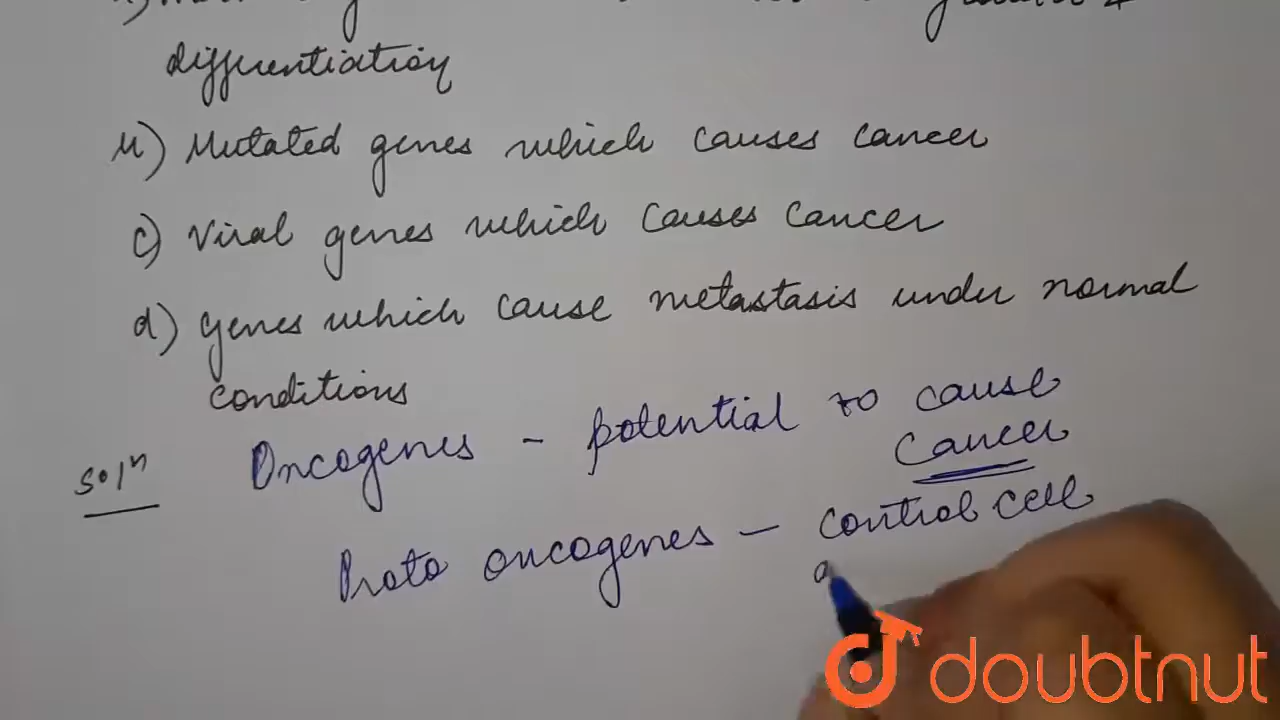 differentiation
b) Mutated genes which causes cancer
c) Viral genes which causes cancer
d) genes which cause metastasis under normal
conditions
Soln Oncogenes - potential to cause
cancer
Proto oncogenes - control cell
doubtnut